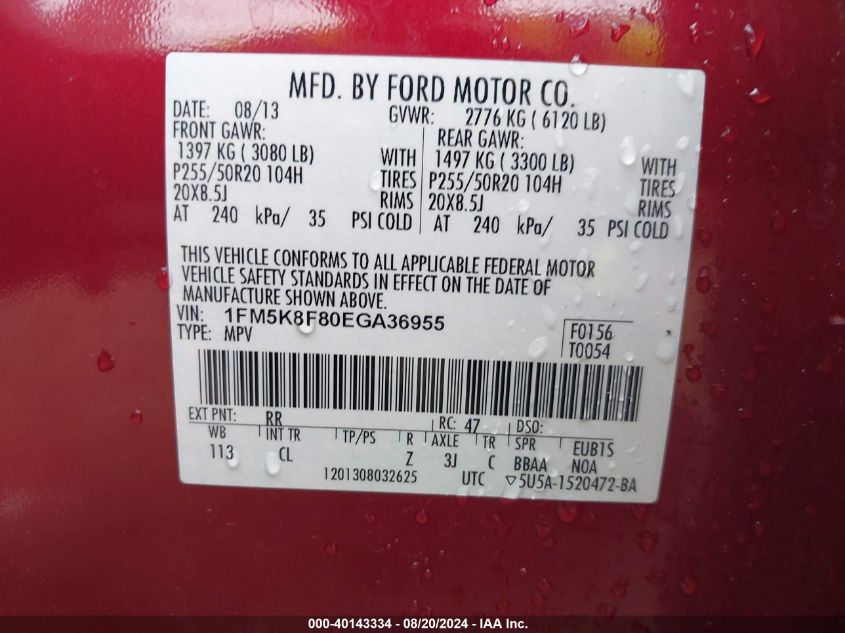 MFD. BY FORD MOTOR CO.
DATE: 08/13 GVWR: 2776 KG ( 6120 LB)
FRONT GAWR: REAR GAWR:
1397 KG ( 3080 LB) WITH 1497 KG ( 3300 LB) WITH
P255/50R20 104H TIRES P255/50R20 104H TIRES
20X8.5J RIMS 20X8.5J RIMS
AT 240 kPa/ 35 PSI COLD AT 240 kPa/ 35 PSI COLD
THIS VEHICLE CONFORMS TO ALL APPLICABLE FEDERAL MOTOR
VEHICLE SAFETY STANDARDS IN EFFECT ON THE DATE OF
MANUFACTURE SHOWN ABOVE.
VIN: 1FM5K8F80EGA36955 F0156
TYPE: MPV T0054
EXT PNT: RR RC: 47 DSO:
WB INT TR TP/PS R AXLE TR SPR EUB1S
113 CL Z 3J C BBAA NOA
1201308032625 UTC ▽5U5A-1520472-BA
000-40143334 - 08/20/2024 - IAA Inc.